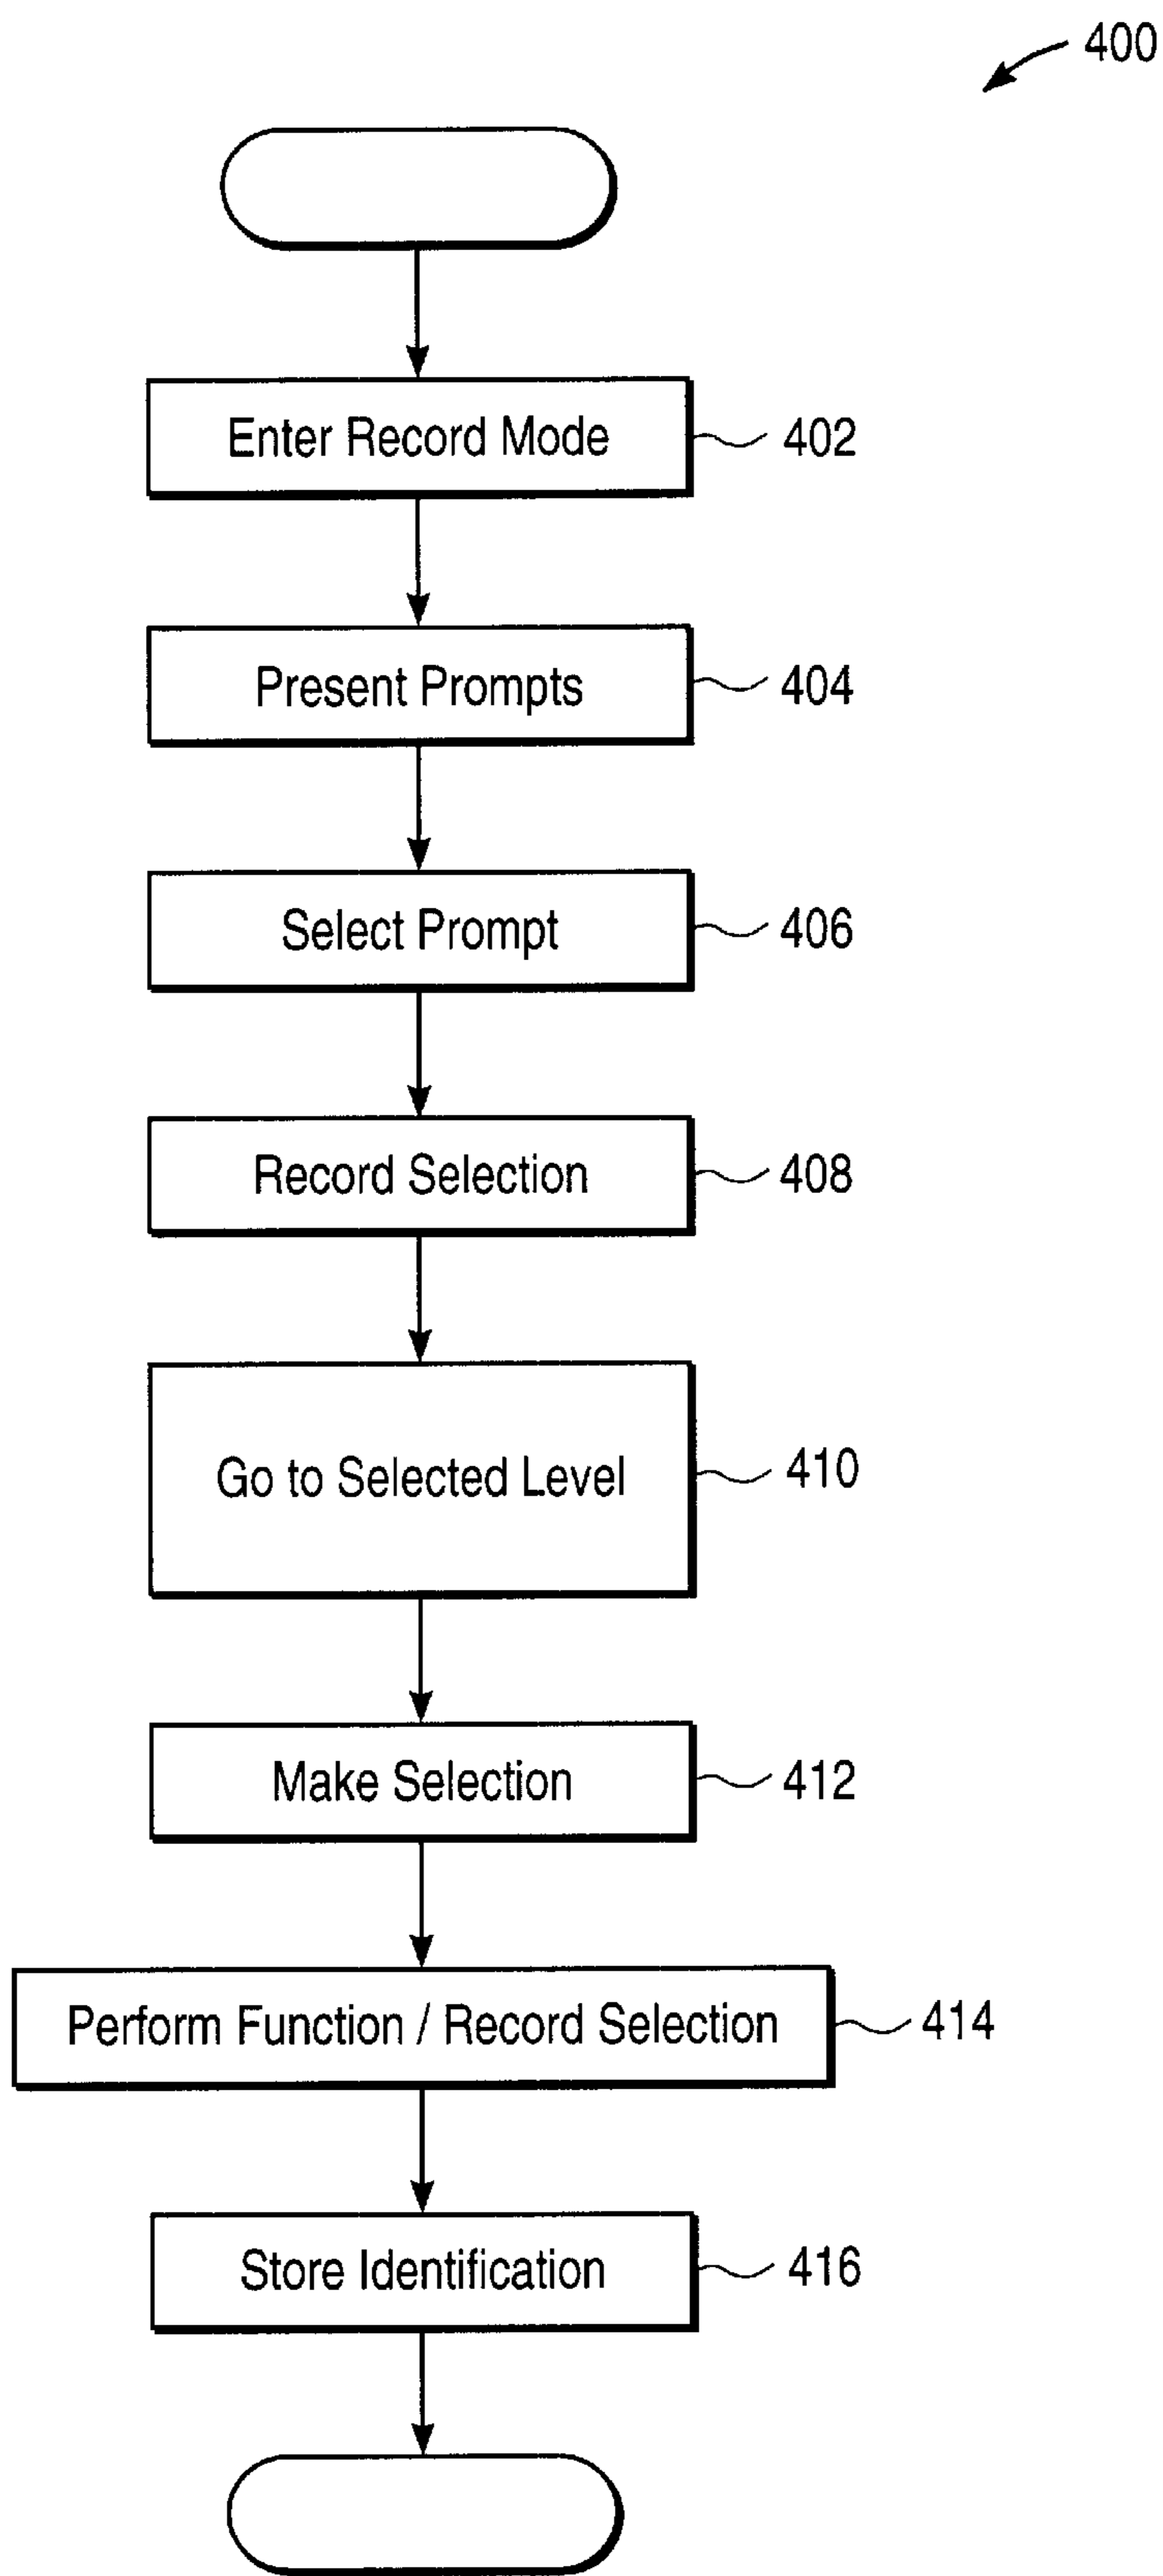 400
Enter Record Mode 402
Present Prompts 404
Select Prompt 406
Record Selection 408
Go to Selected Level 410
Make Selection 412
Perform Function / Record Selection 414
Store Identification 416